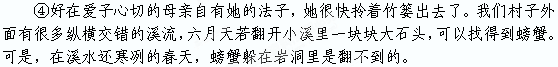 ④好在爱子心切的母亲自有她的法子，她很快拎着竹篓出去了。我们村子外
面有很多纵横交错的溪流，六月天若翻开小溪里一块块大石头，可以找到螃蟹。
可是，在溪水还寒冽的春天，螃蟹躲在岩洞里是翻不到的。